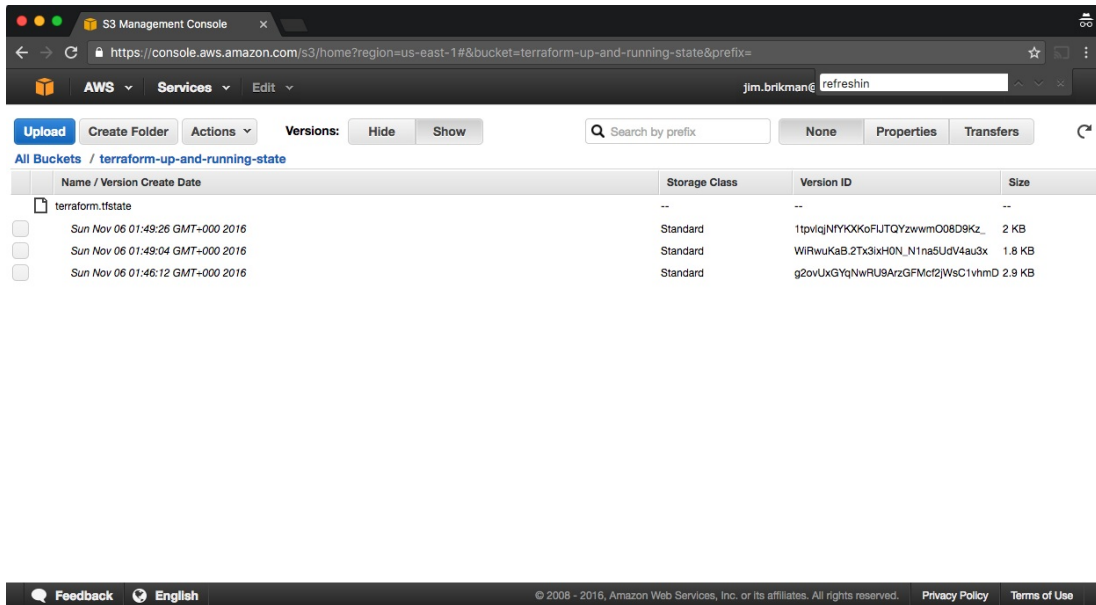 S3 Management Console
https://console.aws.amazon.com/s3/home?region=us-east-1#&bucket=terraform-up-and-running-state&prefix=
AWS Services Edit jim.brikman@ refreshin
Upload Create Folder Actions Versions: Hide Show Search by prefix None Properties Transfers
All Buckets / terraform-up-and-running-state
Name / Version Create Date Storage Class Version ID Size
terraform.tfstate -- -- --
Sun Nov 06 01:49:26 GMT+000 2016 Standard 1tpviqjNfYKXKoFlJTQYzwwmO08D9Kz_ 2 KB
Sun Nov 06 01:49:04 GMT+000 2016 Standard WiRwuKaB.2Tx3ixH0N_N1na5UdV4au3x 1.8 KB
Sun Nov 06 01:46:12 GMT+000 2016 Standard g2ovUxGYqNwRU9ArzGFMcf2jWsC1vhmD 2.9 KB
Feedback English © 2008 - 2016, Amazon Web Services, Inc. or its affiliates. All rights reserved. Privacy Policy Terms of Use